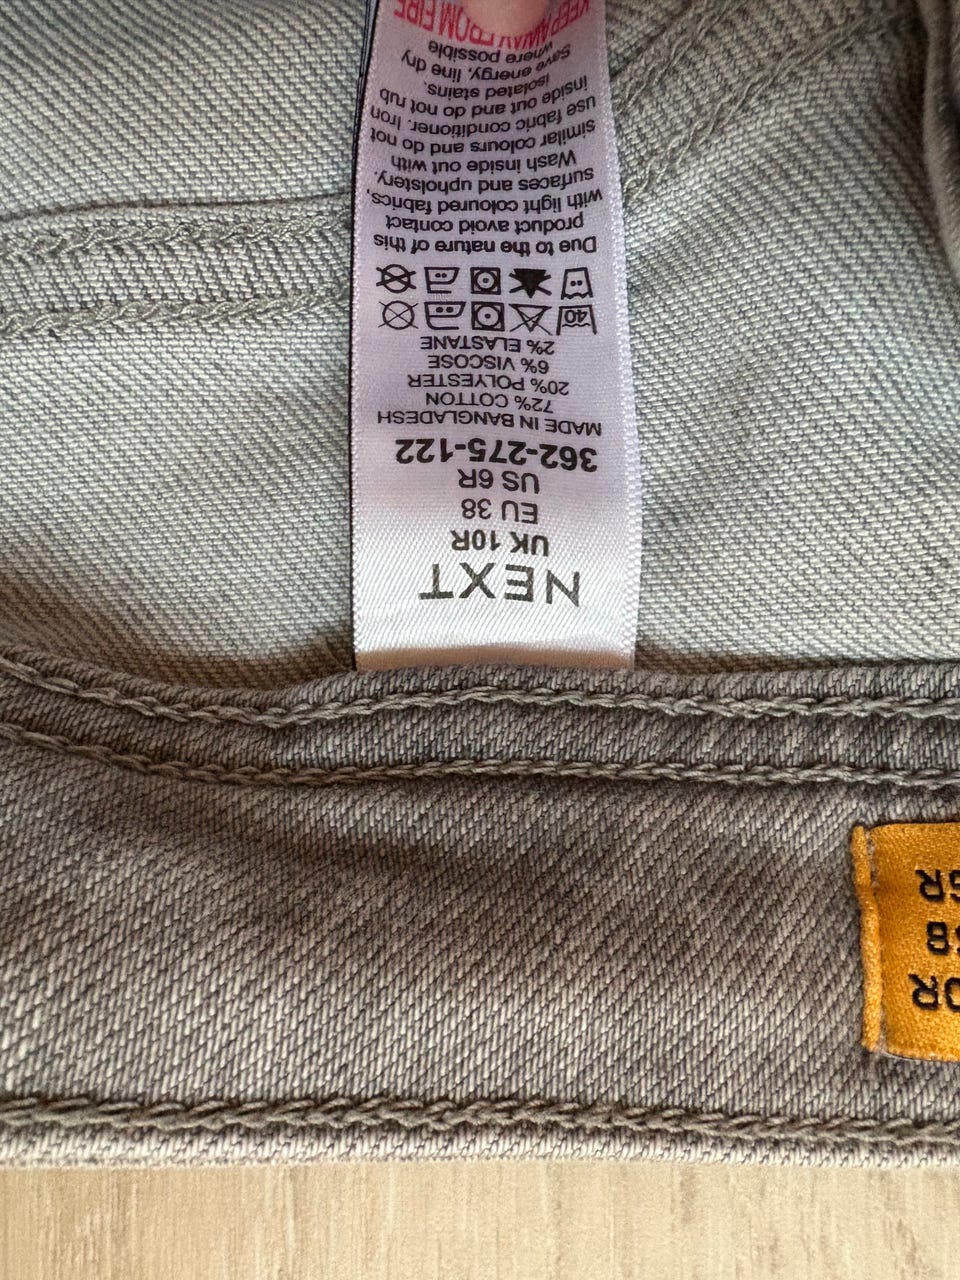 NEXT
UK 10R
EU 38
US 6R
362-275-122
MADE IN BANGLADESH
72% COTTON
20% POLYESTER
6% VISCOSE
2% ELASTANE
40
Due to the nature of this
product avoid contact
with light coloured fabrics,
surfaces and upholstery.
Wash inside out with
similar colours and do not
use fabric conditioner. Iron
inside out and do not rub
isolated stains.
Save energy, line dry
where possible
KEEP AWAY FROM FIRE
0R
38
6R